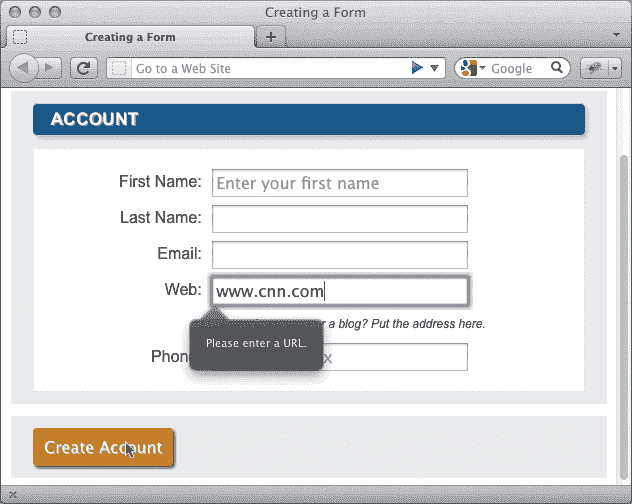 Creating a Form
Creating a Form
Go to a Web Site
Google
ACCOUNT
First Name: Enter your first name
Last Name:
Email:
Web: www.cnn.com
r a blog? Put the address here.
Please enter a URL.
Phon x
Create Account